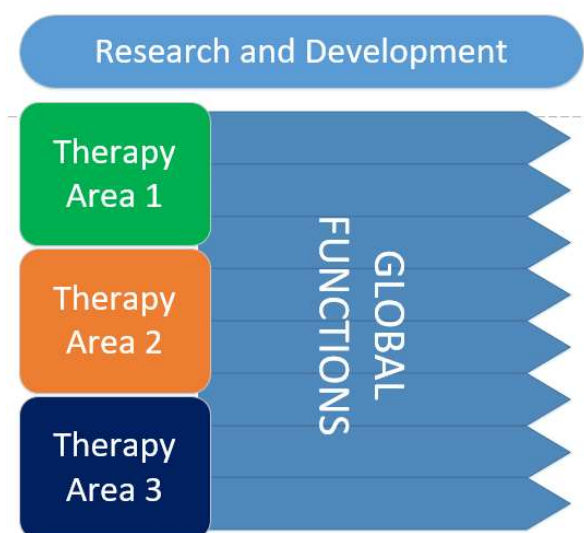 Research and Development
Therapy
Area 1
Therapy
Area 2
Therapy
Area 3
GLOBAL
FUNCTIONS